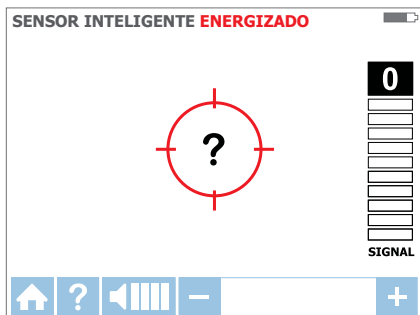 SENSOR INTELIGENTE ENERGIZADO
0
?
SIGNAL
? − +